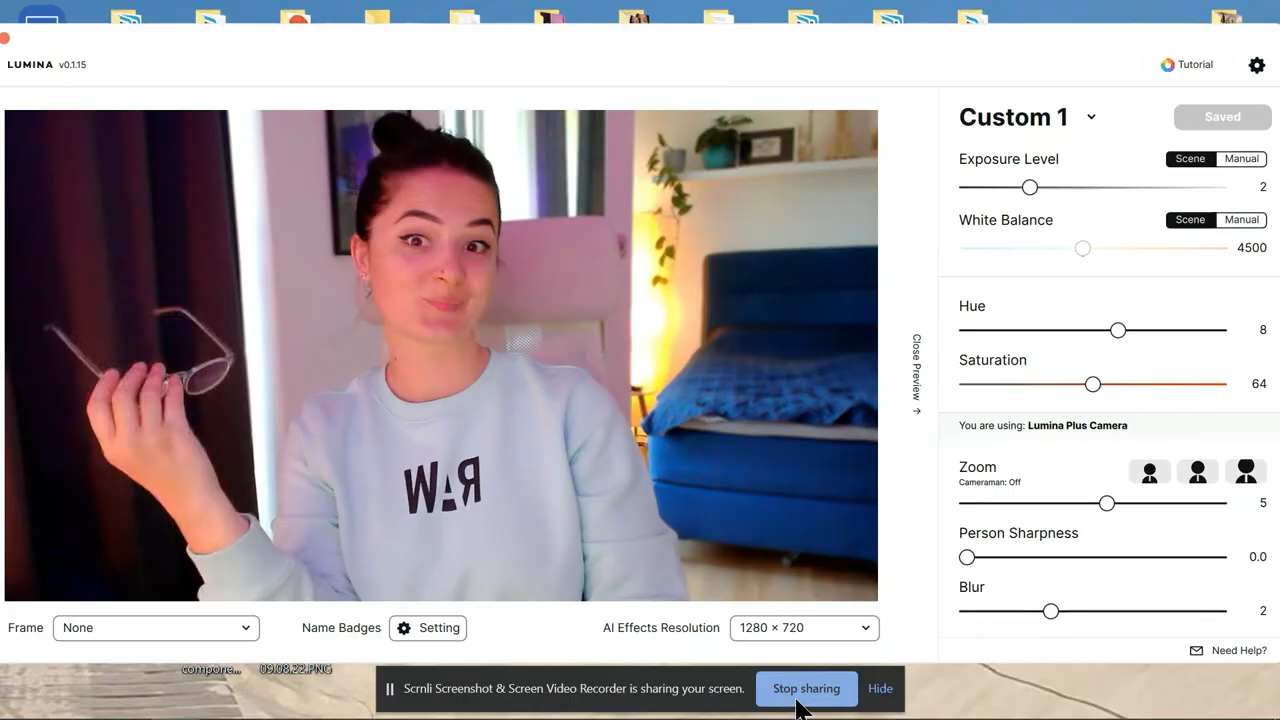 LUMINA v0.1.15
Tutorial
Custom 1
Saved
Exposure Level
Scene
Manual
2
White Balance
Scene
Manual
4500
Hue
8
Saturation
64
You are using: Lumina Plus Camera
Zoom
Cameraman: Off
5
Person Sharpness
0.0
Blur
2
Need Help?
Close Preview →
RAW
Frame
None
Name Badges
Setting
AI Effects Resolution
1280 × 720
compone...
09.08.22.PNG
Scrnli Screenshot & Screen Video Recorder is sharing your screen.
Stop sharing
Hide